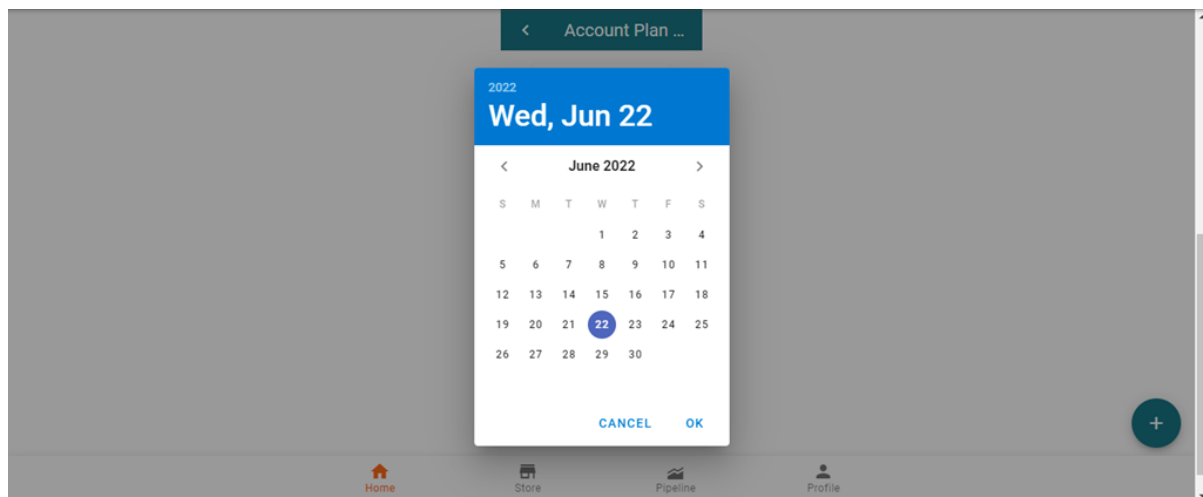 Account Plan ...
2022
Wed, Jun 22
June 2022
S M T W T F S
1 2 3 4
5 6 7 8 9 10 11
12 13 14 15 16 17 18
19 20 21 22 23 24 25
26 27 28 29 30
CANCEL OK
+
Home Store Pipeline Profile